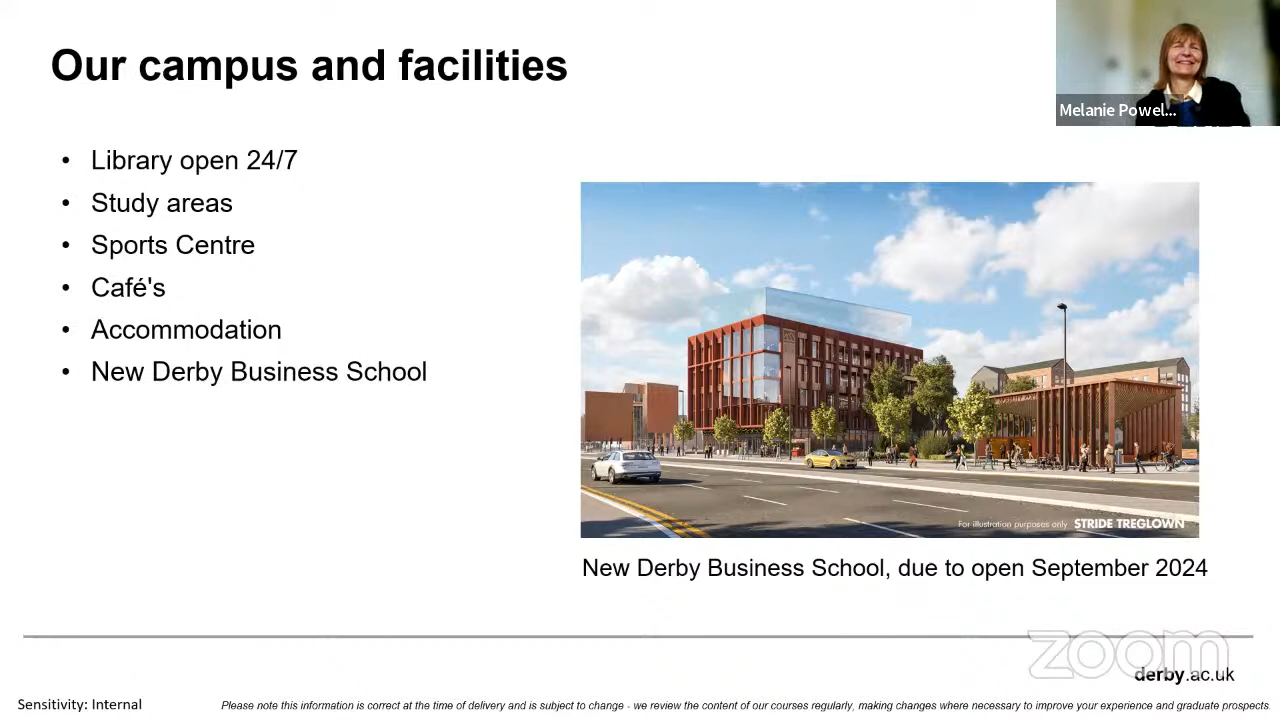 Our campus and facilities
Melanie Powel...
• Library open 24/7
• Study areas
• Sports Centre
• Café's
• Accommodation
• New Derby Business School
For illustration purposes only STRIDE TREGLOWN
New Derby Business School, due to open September 2024
zoom
derby.ac.uk
Sensitivity: Internal
Please note this information is correct at the time of delivery and is subject to change - we review the content of our courses regularly, making changes where necessary to improve your experience and graduate prospects.